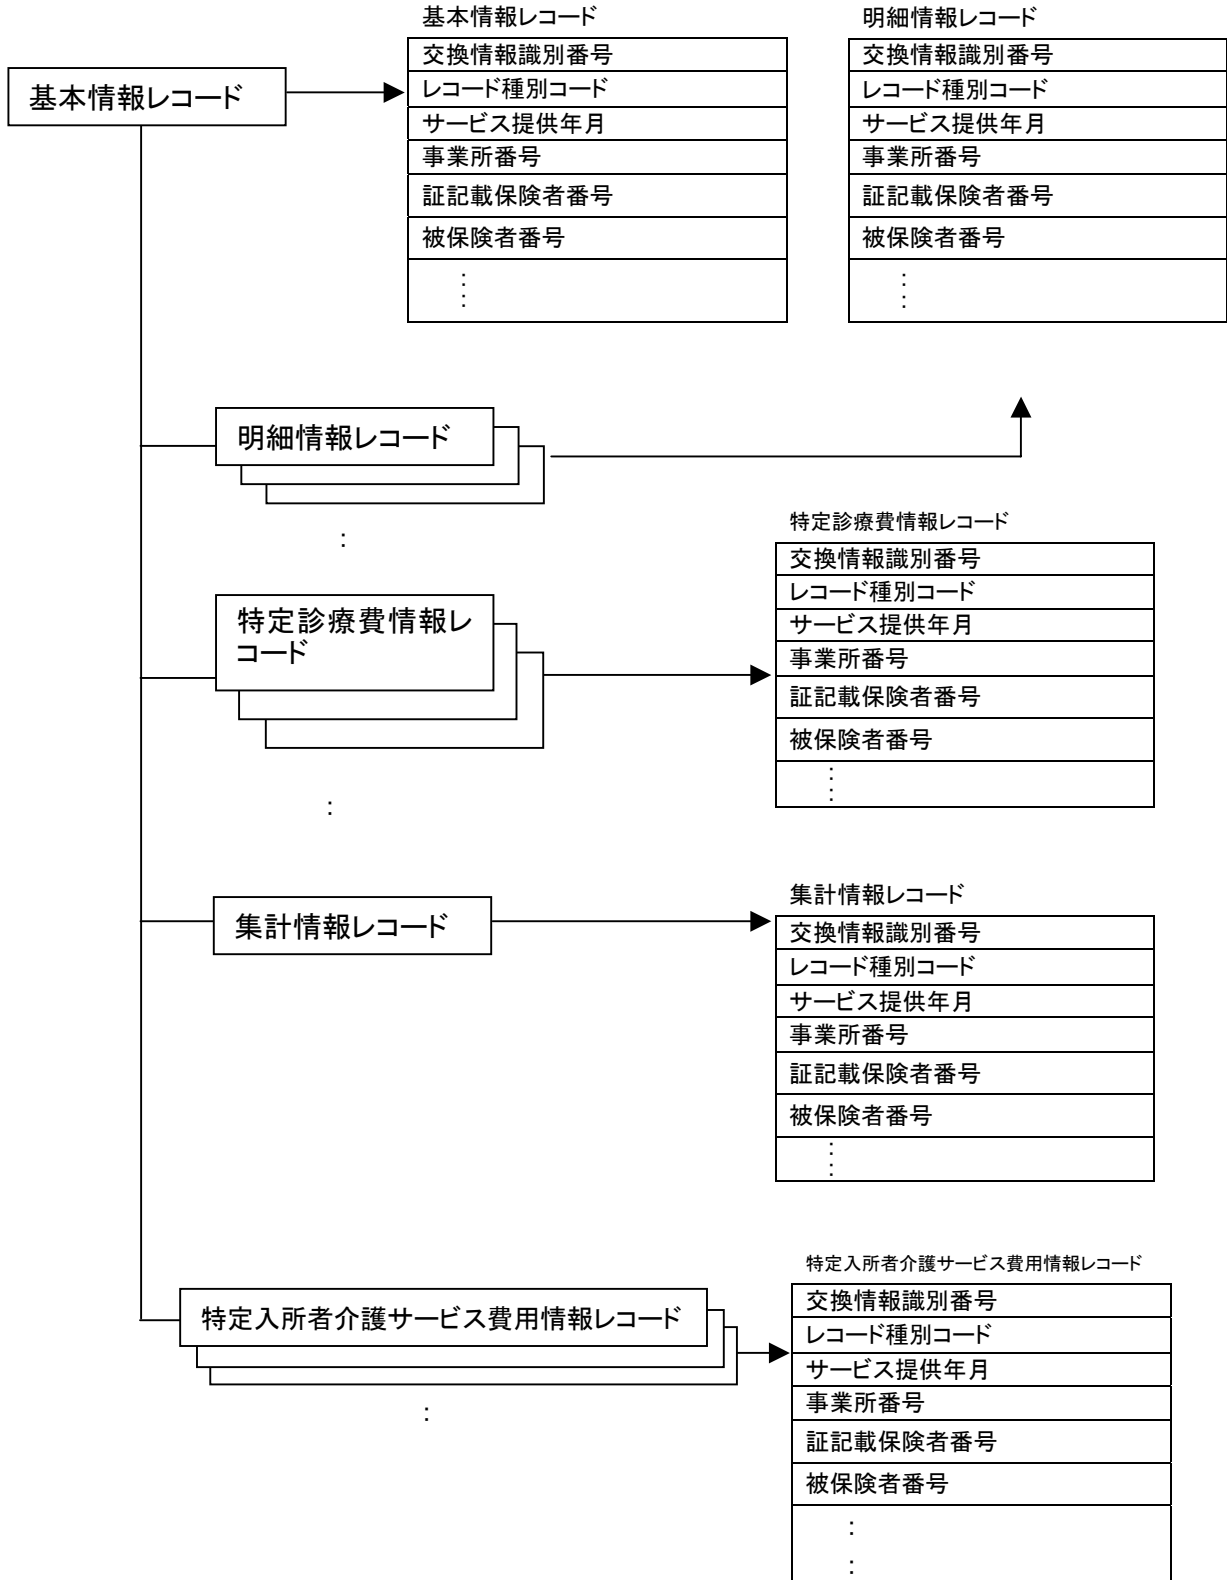 基本情報レコード
基本情報レコード
交換情報識別番号
レコード種別コード
サービス提供年月
事業所番号
証記載保険者番号
被保険者番号
:
:
明細情報レコード
交換情報識別番号
レコード種別コード
サービス提供年月
事業所番号
証記載保険者番号
被保険者番号
:
:
明細情報レコード
:
特定診療費情報レ
コード
:
特定診療費情報レコード
交換情報識別番号
レコード種別コード
サービス提供年月
事業所番号
証記載保険者番号
被保険者番号
:
:
集計情報レコード
集計情報レコード
交換情報識別番号
レコード種別コード
サービス提供年月
事業所番号
証記載保険者番号
被保険者番号
:
:
特定入所者介護サービス費用情報レコード
:
特定入所者介護サービス費用情報レコード
交換情報識別番号
レコード種別コード
サービス提供年月
事業所番号
証記載保険者番号
被保険者番号
:
: